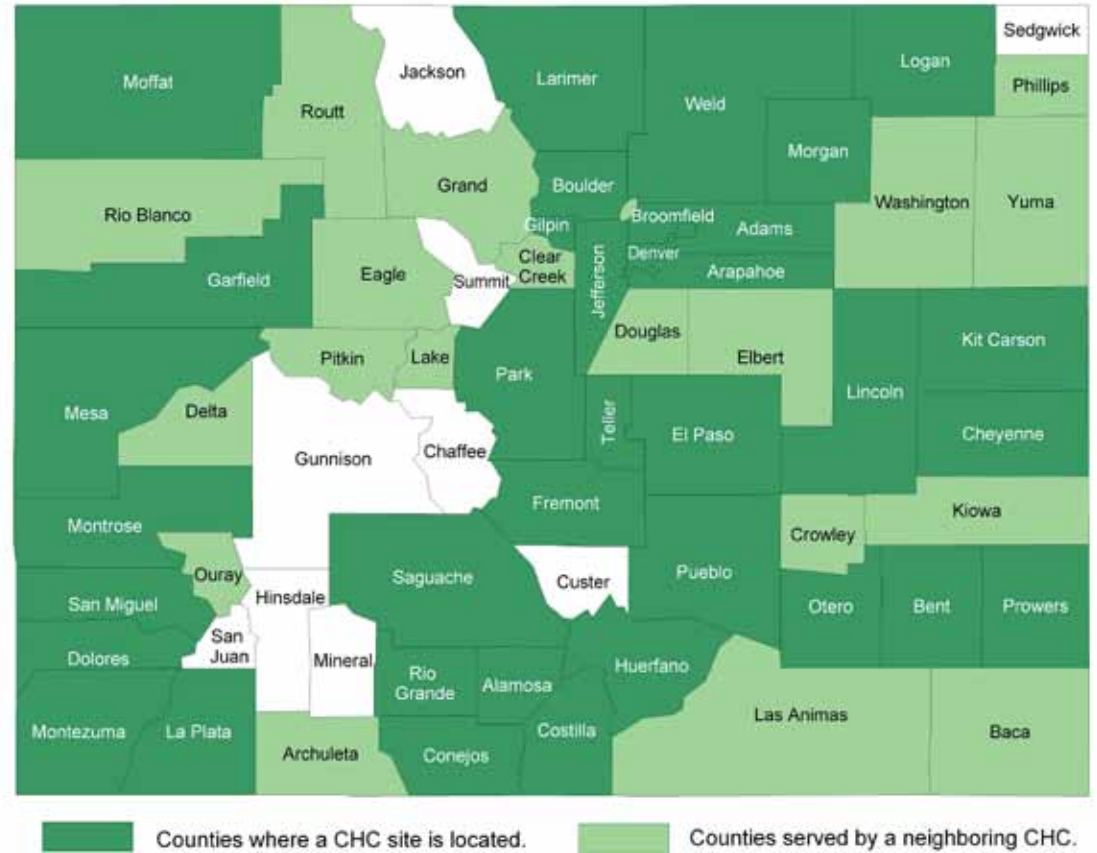 Sedgwick
Logan
Jackson
Larimer
Moffat
Phillips
Weld
Routt
Morgan
Grand
Boulder
Washington
Yuma
Rio Blanco
Broomfield
Gilpin
Adams
Denver
Clear
Creek
Jefferson
Arapahoe
Eagle
Summit
Garfield
Douglas
Kit Carson
Pitkin
Lake
Elbert
Park
Lincoln
Mesa
Delta
Teller
El Paso
Cheyenne
Chaffee
Gunnison
Fremont
Kiowa
Montrose
Crowley
Ouray
Saguache
Custer
Pueblo
Hinsdale
San Miguel
Otero
Bent
Prowers
San
Juan
Dolores
Mineral
Huerfano
Rio
Grande
Alamosa
Las Animas
Montezuma
La Plata
Costilla
Baca
Archuleta
Conejos
Counties where a CHC site is located.
Counties served by a neighboring CHC.